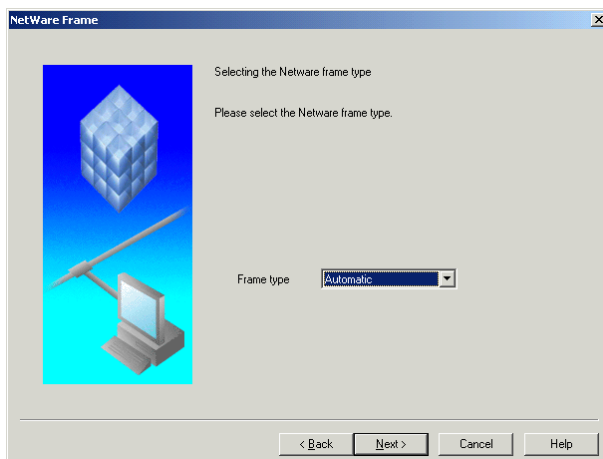 NetWare Frame
Selecting the Netware frame type
Please select the Netware frame type.
Frame type Automatic
< Back Next > Cancel Help